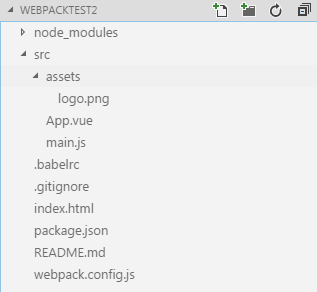 WEBPACKTEST2
node_modules
src
assets
logo.png
App.vue
main.js
.babelrc
.gitignore
index.html
package.json
README.md
webpack.config.js